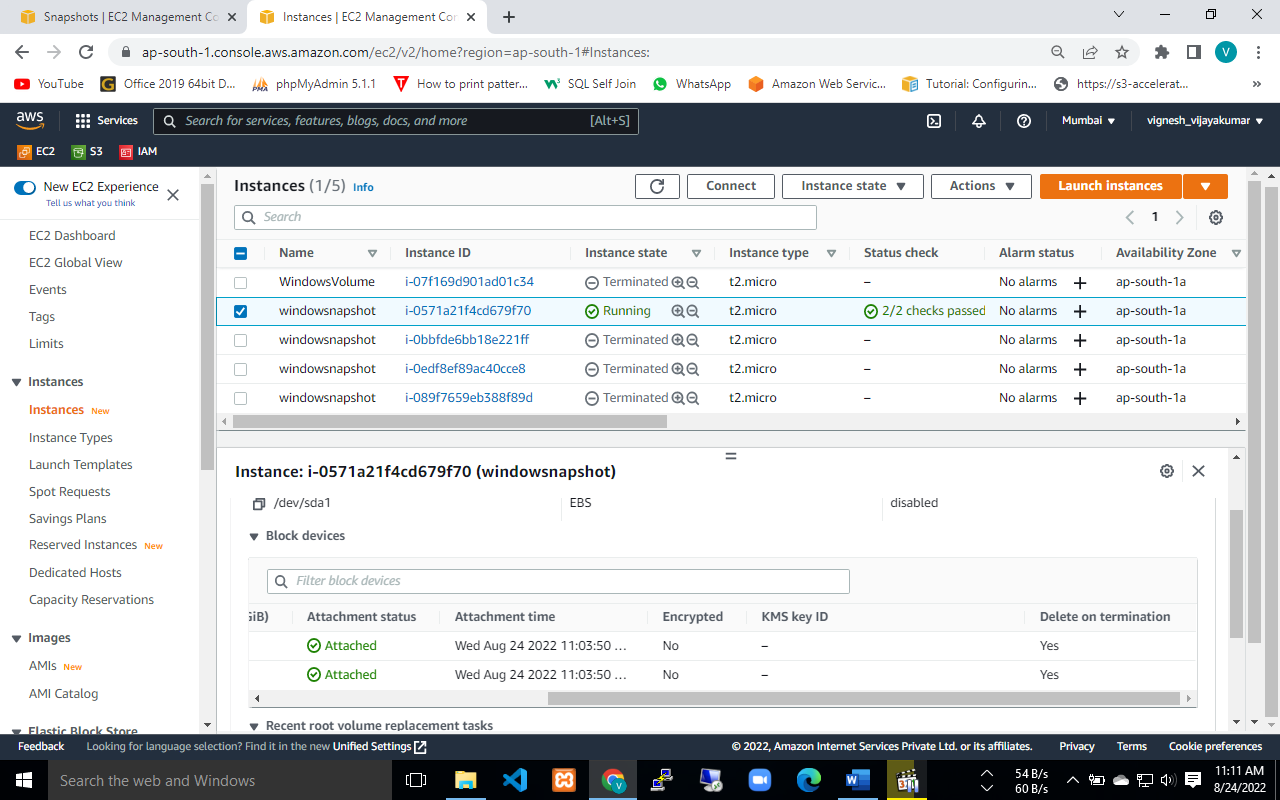 Snapshots | EC2 Management Co
Instances | EC2 Management Con
ap-south-1.console.aws.amazon.com/ec2/v2/home?region=ap-south-1#Instances:
V
YouTube
Office 2019 64bit D...
phpMyAdmin 5.1.1
How to print patter...
SQL Self Join
WhatsApp
Amazon Web Servic...
Tutorial: Configurin...
https://s3-accelerat...
»
aws
Services
Search for services, features, blogs, docs, and more
[Alt+S]
Mumbai
vignesh_vijayakumar
EC2
S3
IAM
New EC2 Experience
Tell us what you think
EC2 Dashboard
EC2 Global View
Events
Tags
Limits
Instances
Instances New
Instance Types
Launch Templates
Spot Requests
Savings Plans
Reserved Instances New
Dedicated Hosts
Capacity Reservations
Images
AMIs New
AMI Catalog
Elastic Block Store
Instances (1/5) Info
Connect
Instance state
Actions
Launch instances
Search
1
Name Instance ID Instance state Instance type Status check Alarm status Availability Zone
WindowsVolume i-07f169d901ad01c34 Terminated t2.micro – No alarms ap-south-1a
windowsnapshot i-0571a21f4cd679f70 Running t2.micro 2/2 checks passed No alarms ap-south-1a
windowsnapshot i-0bbfde6bb18e221ff Terminated t2.micro – No alarms ap-south-1a
windowsnapshot i-0edf8ef89ac40cce8 Terminated t2.micro – No alarms ap-south-1a
windowsnapshot i-089f7659eb388f89d Terminated t2.micro – No alarms ap-south-1a
Instance: i-0571a21f4cd679f70 (windowsnapshot)
/dev/sda1 EBS disabled
Block devices
Filter block devices
GiB) Attachment status Attachment time Encrypted KMS key ID Delete on termination
Attached Wed Aug 24 2022 11:03:50 ... No – Yes
Attached Wed Aug 24 2022 11:03:50 ... No – Yes
Recent root volume replacement tasks
Feedback
Looking for language selection? Find it in the new Unified Settings
© 2022, Amazon Internet Services Private Ltd. or its affiliates.
Privacy
Terms
Cookie preferences
Search the web and Windows
54 B/s
60 B/s
11:11 AM
8/24/2022